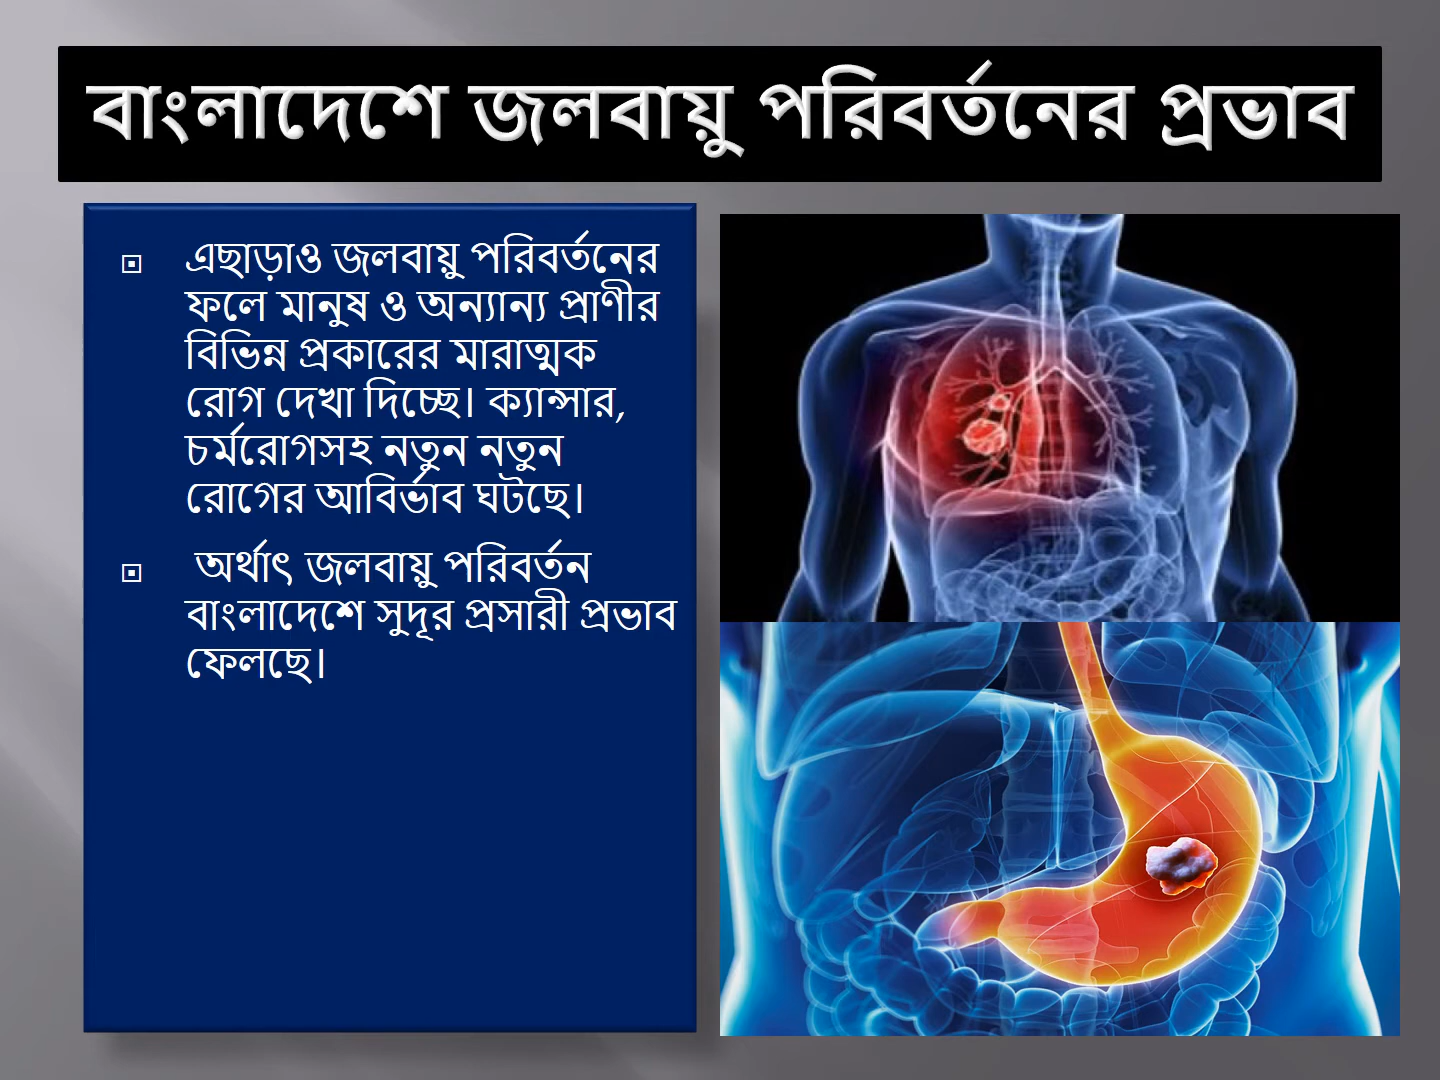 বাংলাদেশে জলবায়ু পরিবর্তনের প্রভাব
এছাড়াও জলবায়ু পরিবর্তনের
ফলে মানুষ ও অন্যান্য প্রাণীর
বিভিন্ন প্রকারের মারাত্মক
রোগ দেখা দিচ্ছে। ক্যান্সার,
চর্মরোগসহ নতুন নতুন
রোগের আবির্ভাব ঘটছে।
অর্থাৎ জলবায়ু পরিবর্তন
বাংলাদেশে সুদূর প্রসারী প্রভাব
ফেলছে।